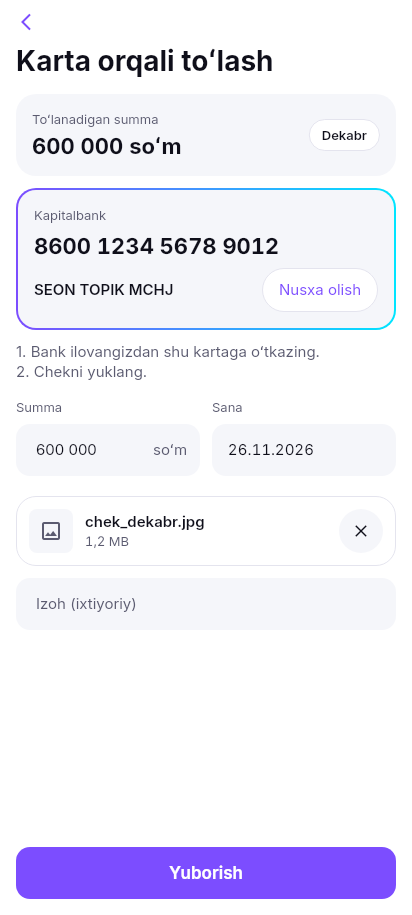 Karta orqali toʻlash
Toʻlanadigan summa
600 000 soʻm
Dekabr
Kapitalbank
8600 1234 5678 9012
SEON TOPIK MCHJ
Nusxa olish
1. Bank ilovangizdan shu kartaga oʻtkazing.
2. Chekni yuklang.
Summa
Sana
600 000 soʻm
26.11.2026
chek_dekabr.jpg
1,2 MB
Izoh (ixtiyoriy)
Yuborish